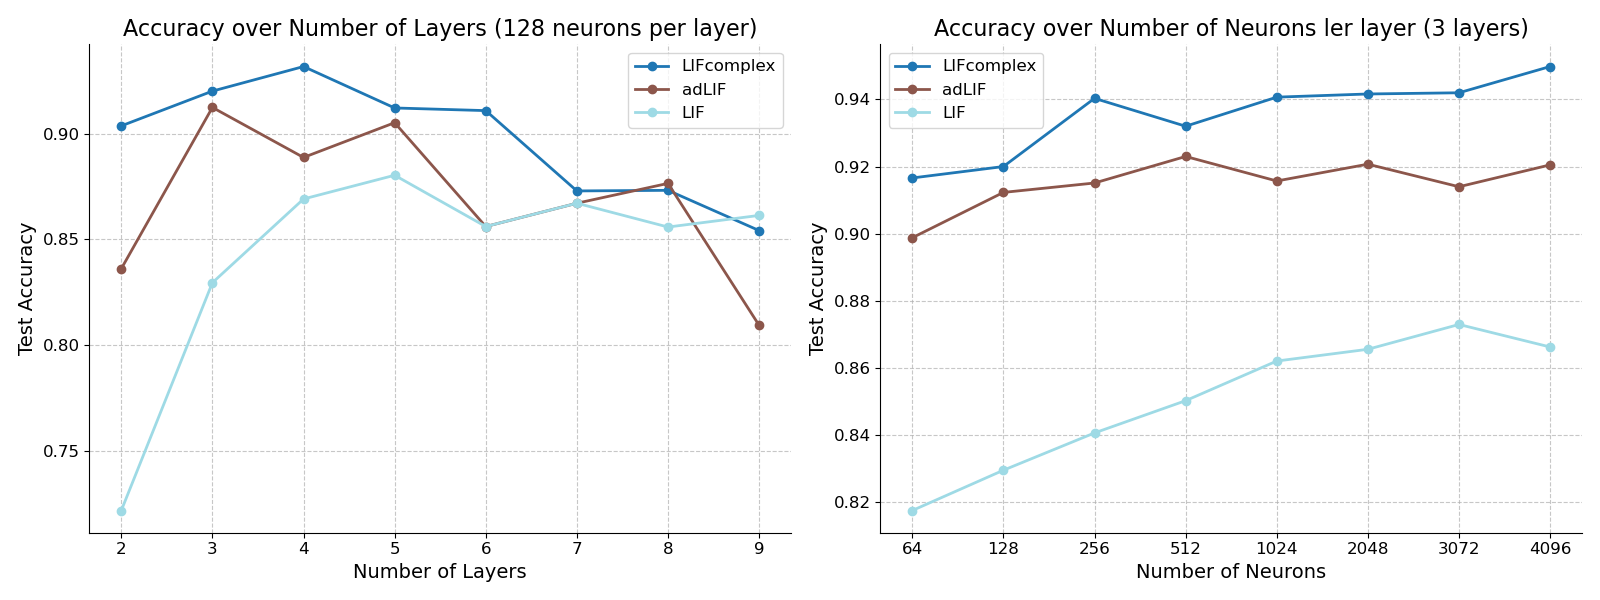 Accuracy over Number of Layers (128 neurons per layer)
LIFcomplex
adLIF
LIF
Test Accuracy
0.90
0.85
0.80
0.75
2 3 4 5 6 7 8 9
Number of Layers
Accuracy over Number of Neurons ler layer (3 layers)
LIFcomplex
adLIF
LIF
Test Accuracy
0.94
0.92
0.90
0.88
0.86
0.84
0.82
64 128 256 512 1024 2048 3072 4096
Number of Neurons